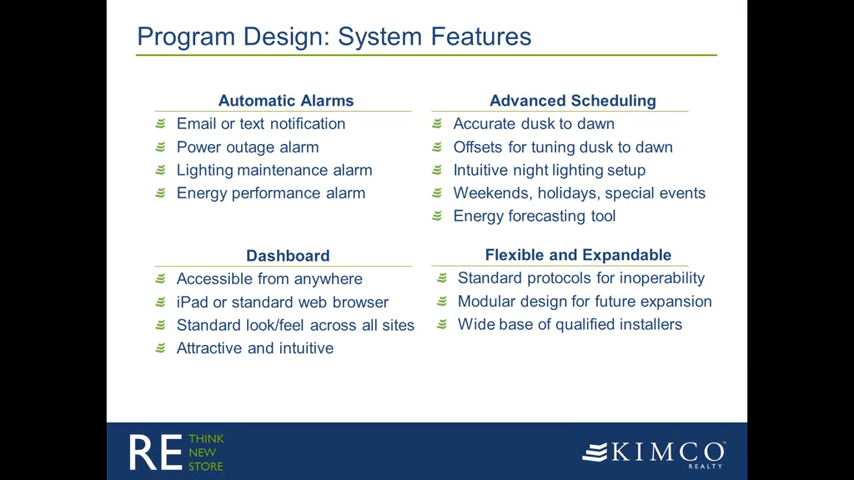 Program Design: System Features
Automatic Alarms
Email or text notification
Power outage alarm
Lighting maintenance alarm
Energy performance alarm
Advanced Scheduling
Accurate dusk to dawn
Offsets for tuning dusk to dawn
Intuitive night lighting setup
Weekends, holidays, special events
Energy forecasting tool
Dashboard
Accessible from anywhere
iPad or standard web browser
Standard look/feel across all sites
Attractive and intuitive
Flexible and Expandable
Standard protocols for inoperability
Modular design for future expansion
Wide base of qualified installers
RE
THINK
NEW
STORE
KIMCO
REALTY